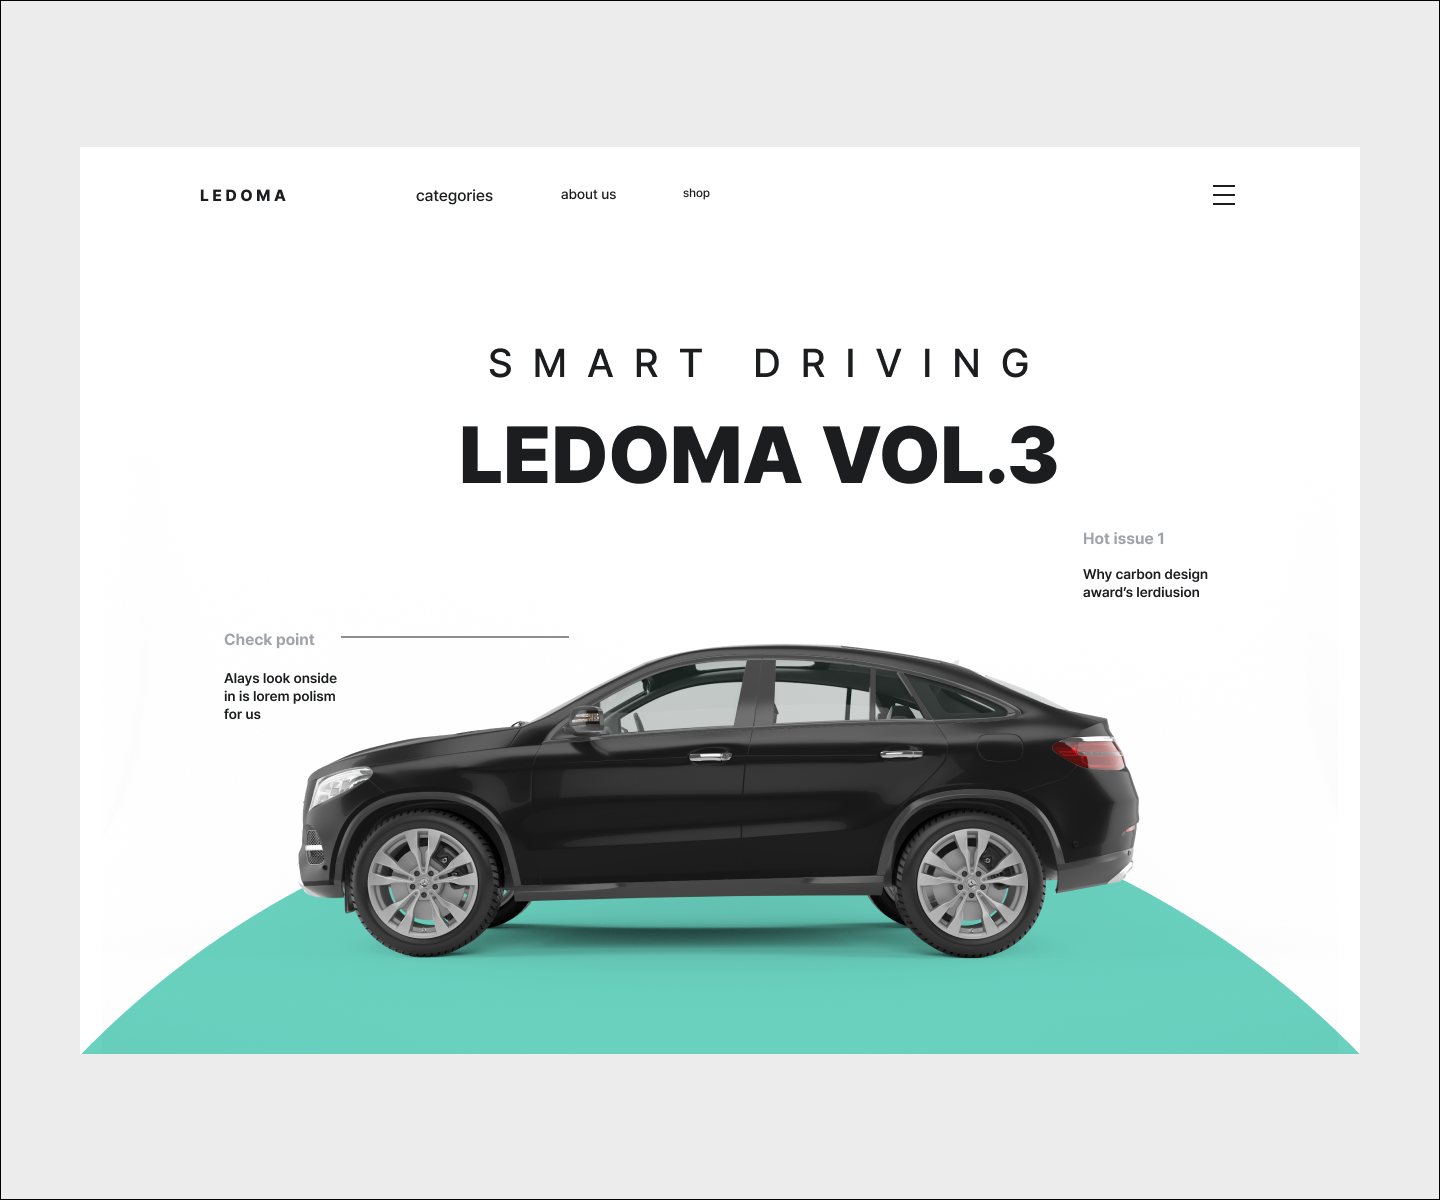 LEDOMA
categories
about us
shop
SMART DRIVING
LEDOMA VOL.3
Hot issue 1
Why carbon design
award’s lerdiusion
Check point
Alays look onside
in is lorem polism
for us